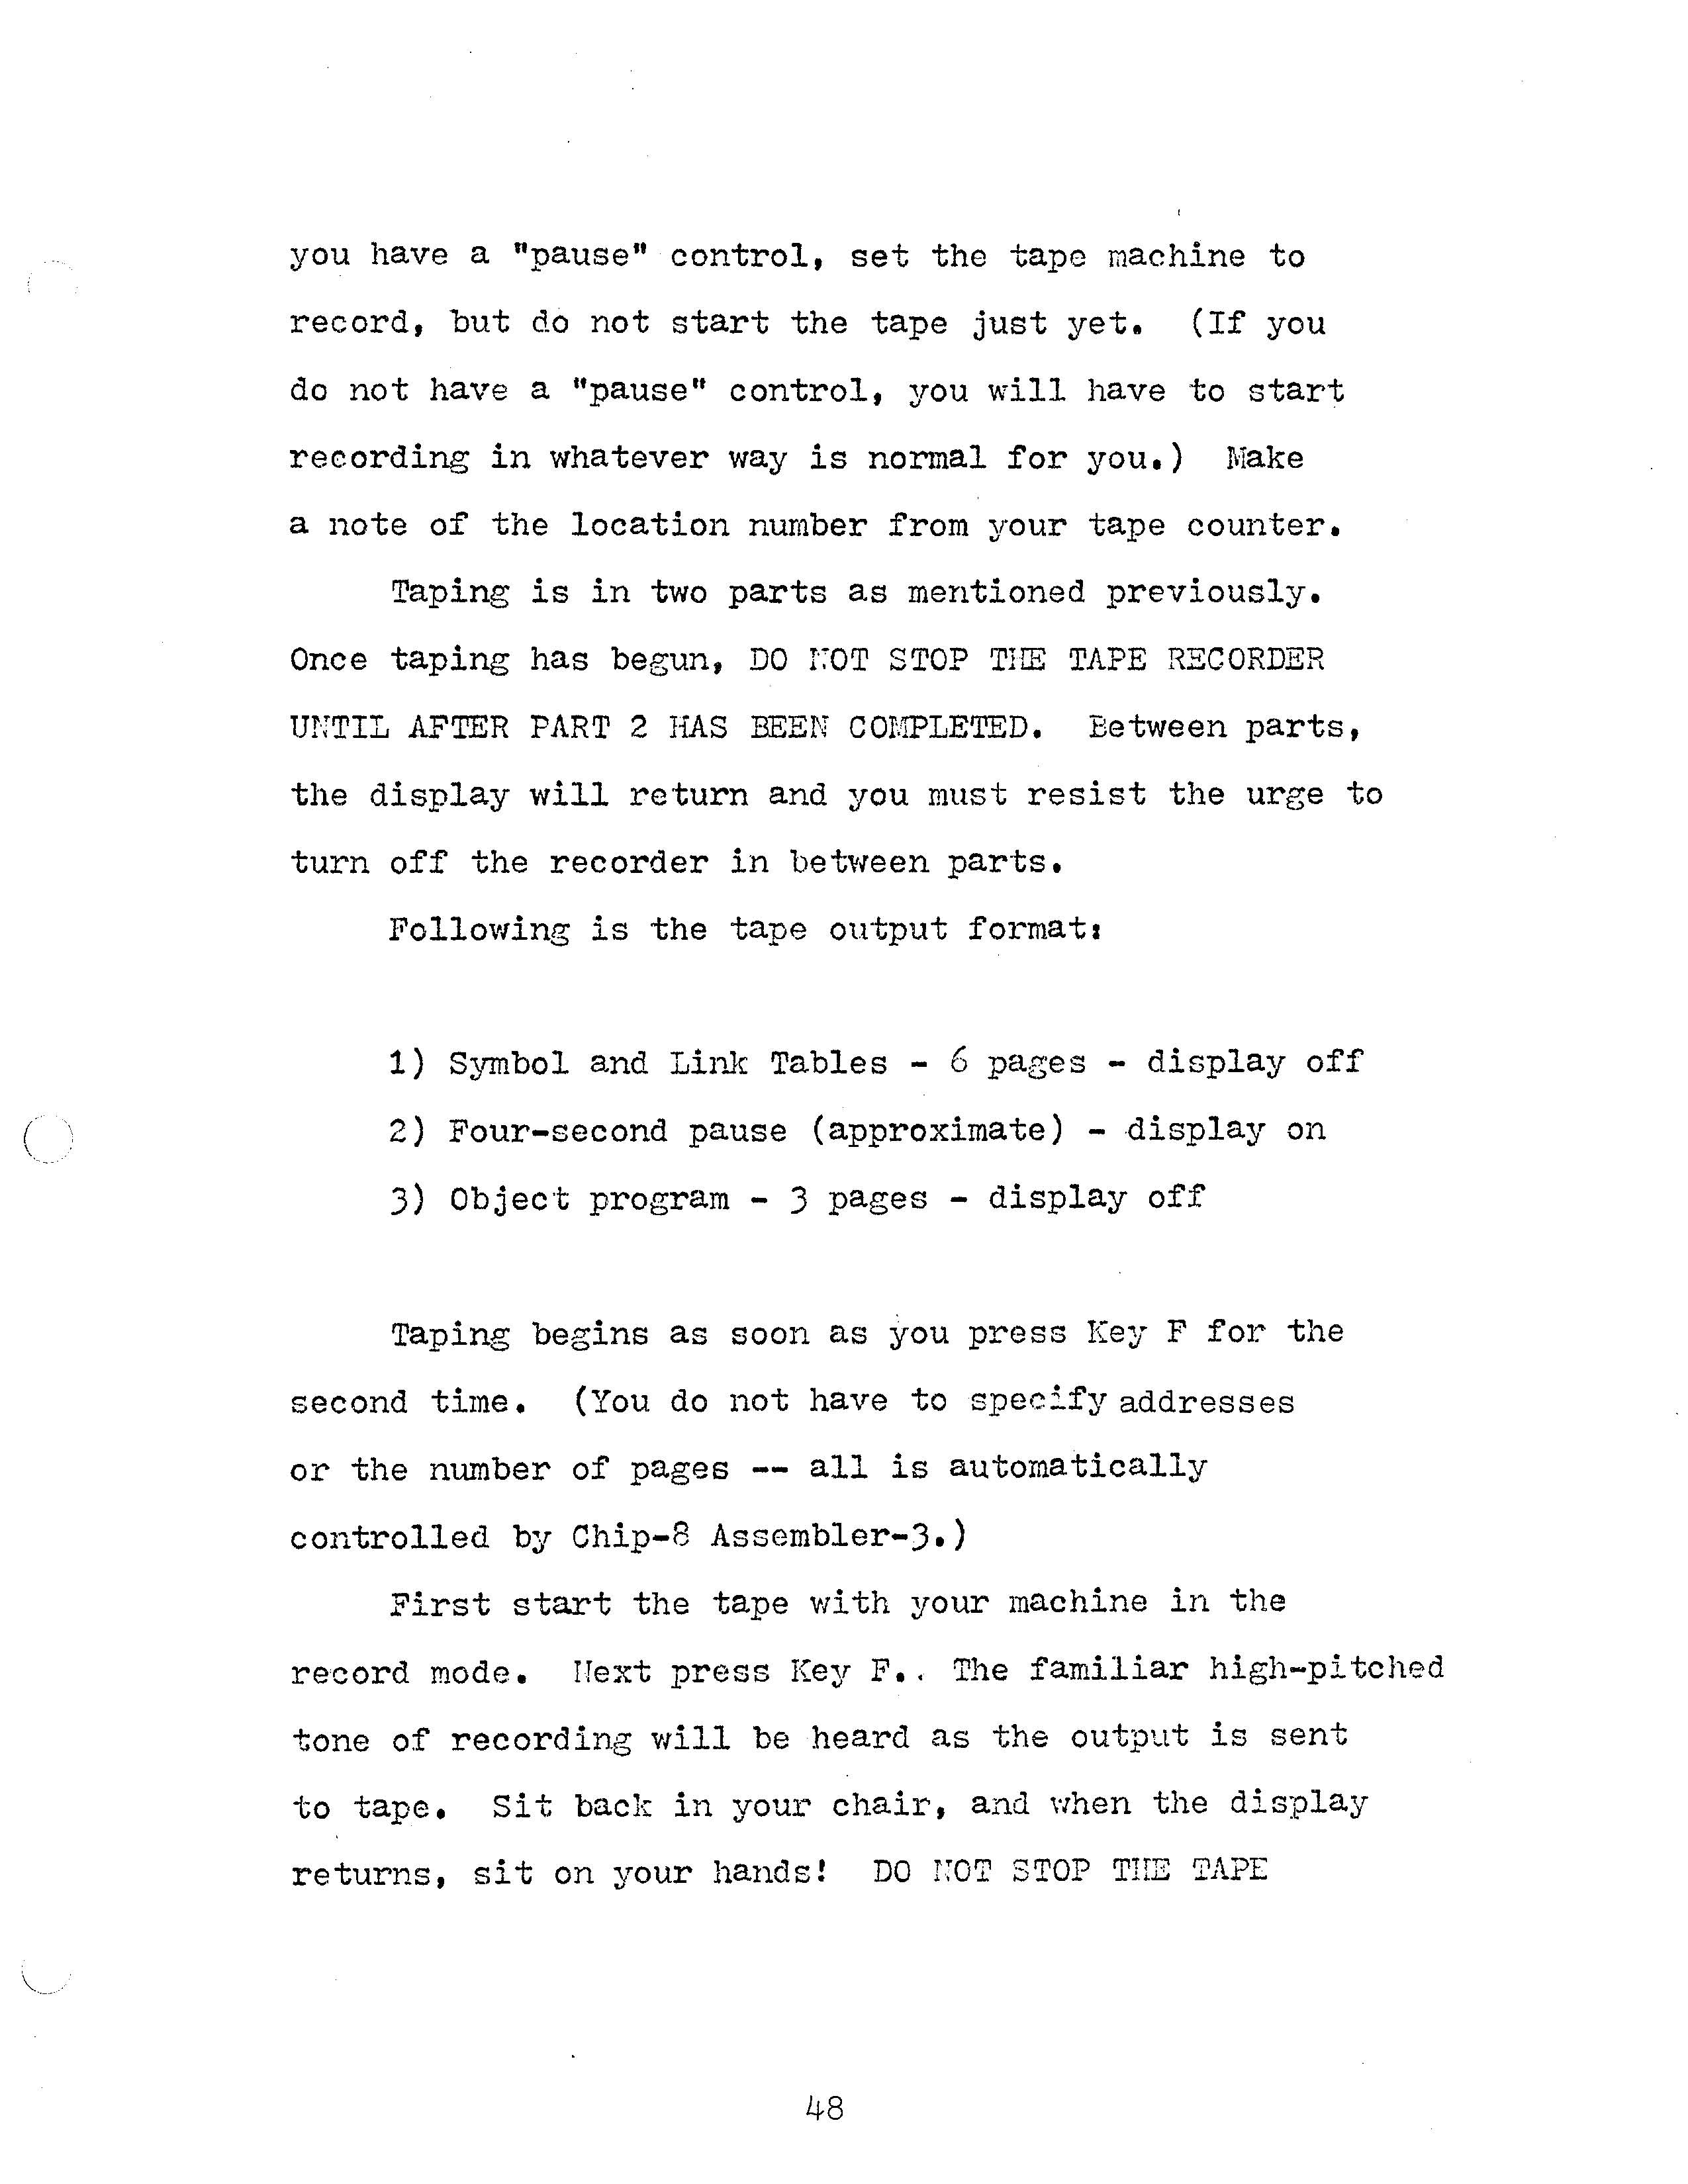 you have a "pause" control, set the tape machine to
record, but do not start the tape just yet.  (If you
do not have a "pause" control, you will have to start
recording in whatever way is normal for you.)  Make
a note of the location number from your tape counter.
Taping is in two parts as mentioned previously.
Once taping has begun, DO NOT STOP THE TAPE RECORDER
UNTIL AFTER PART 2 HAS BEEN COMPLETED.  Between parts,
the display will return and you must resist the urge to
turn off the recorder in between parts.
Following is the tape output format:
1) Symbol and Link Tables - 6 pages - display off
2) Four-second pause (approximate) - display on
3) Object program - 3 pages - display off
Taping begins as soon as you press Key F for the
second time.  (You do not have to specify addresses
or the number of pages -- all is automatically
controlled by Chip-8 Assembler-3.)
First start the tape with your machine in the
record mode.  Next press Key F.. The familiar high-pitched
tone of recording will be heard as the output is sent
to tape.  Sit back in your chair, and when the display
returns, sit on your hands!  DO NOT STOP THE TAPE
48